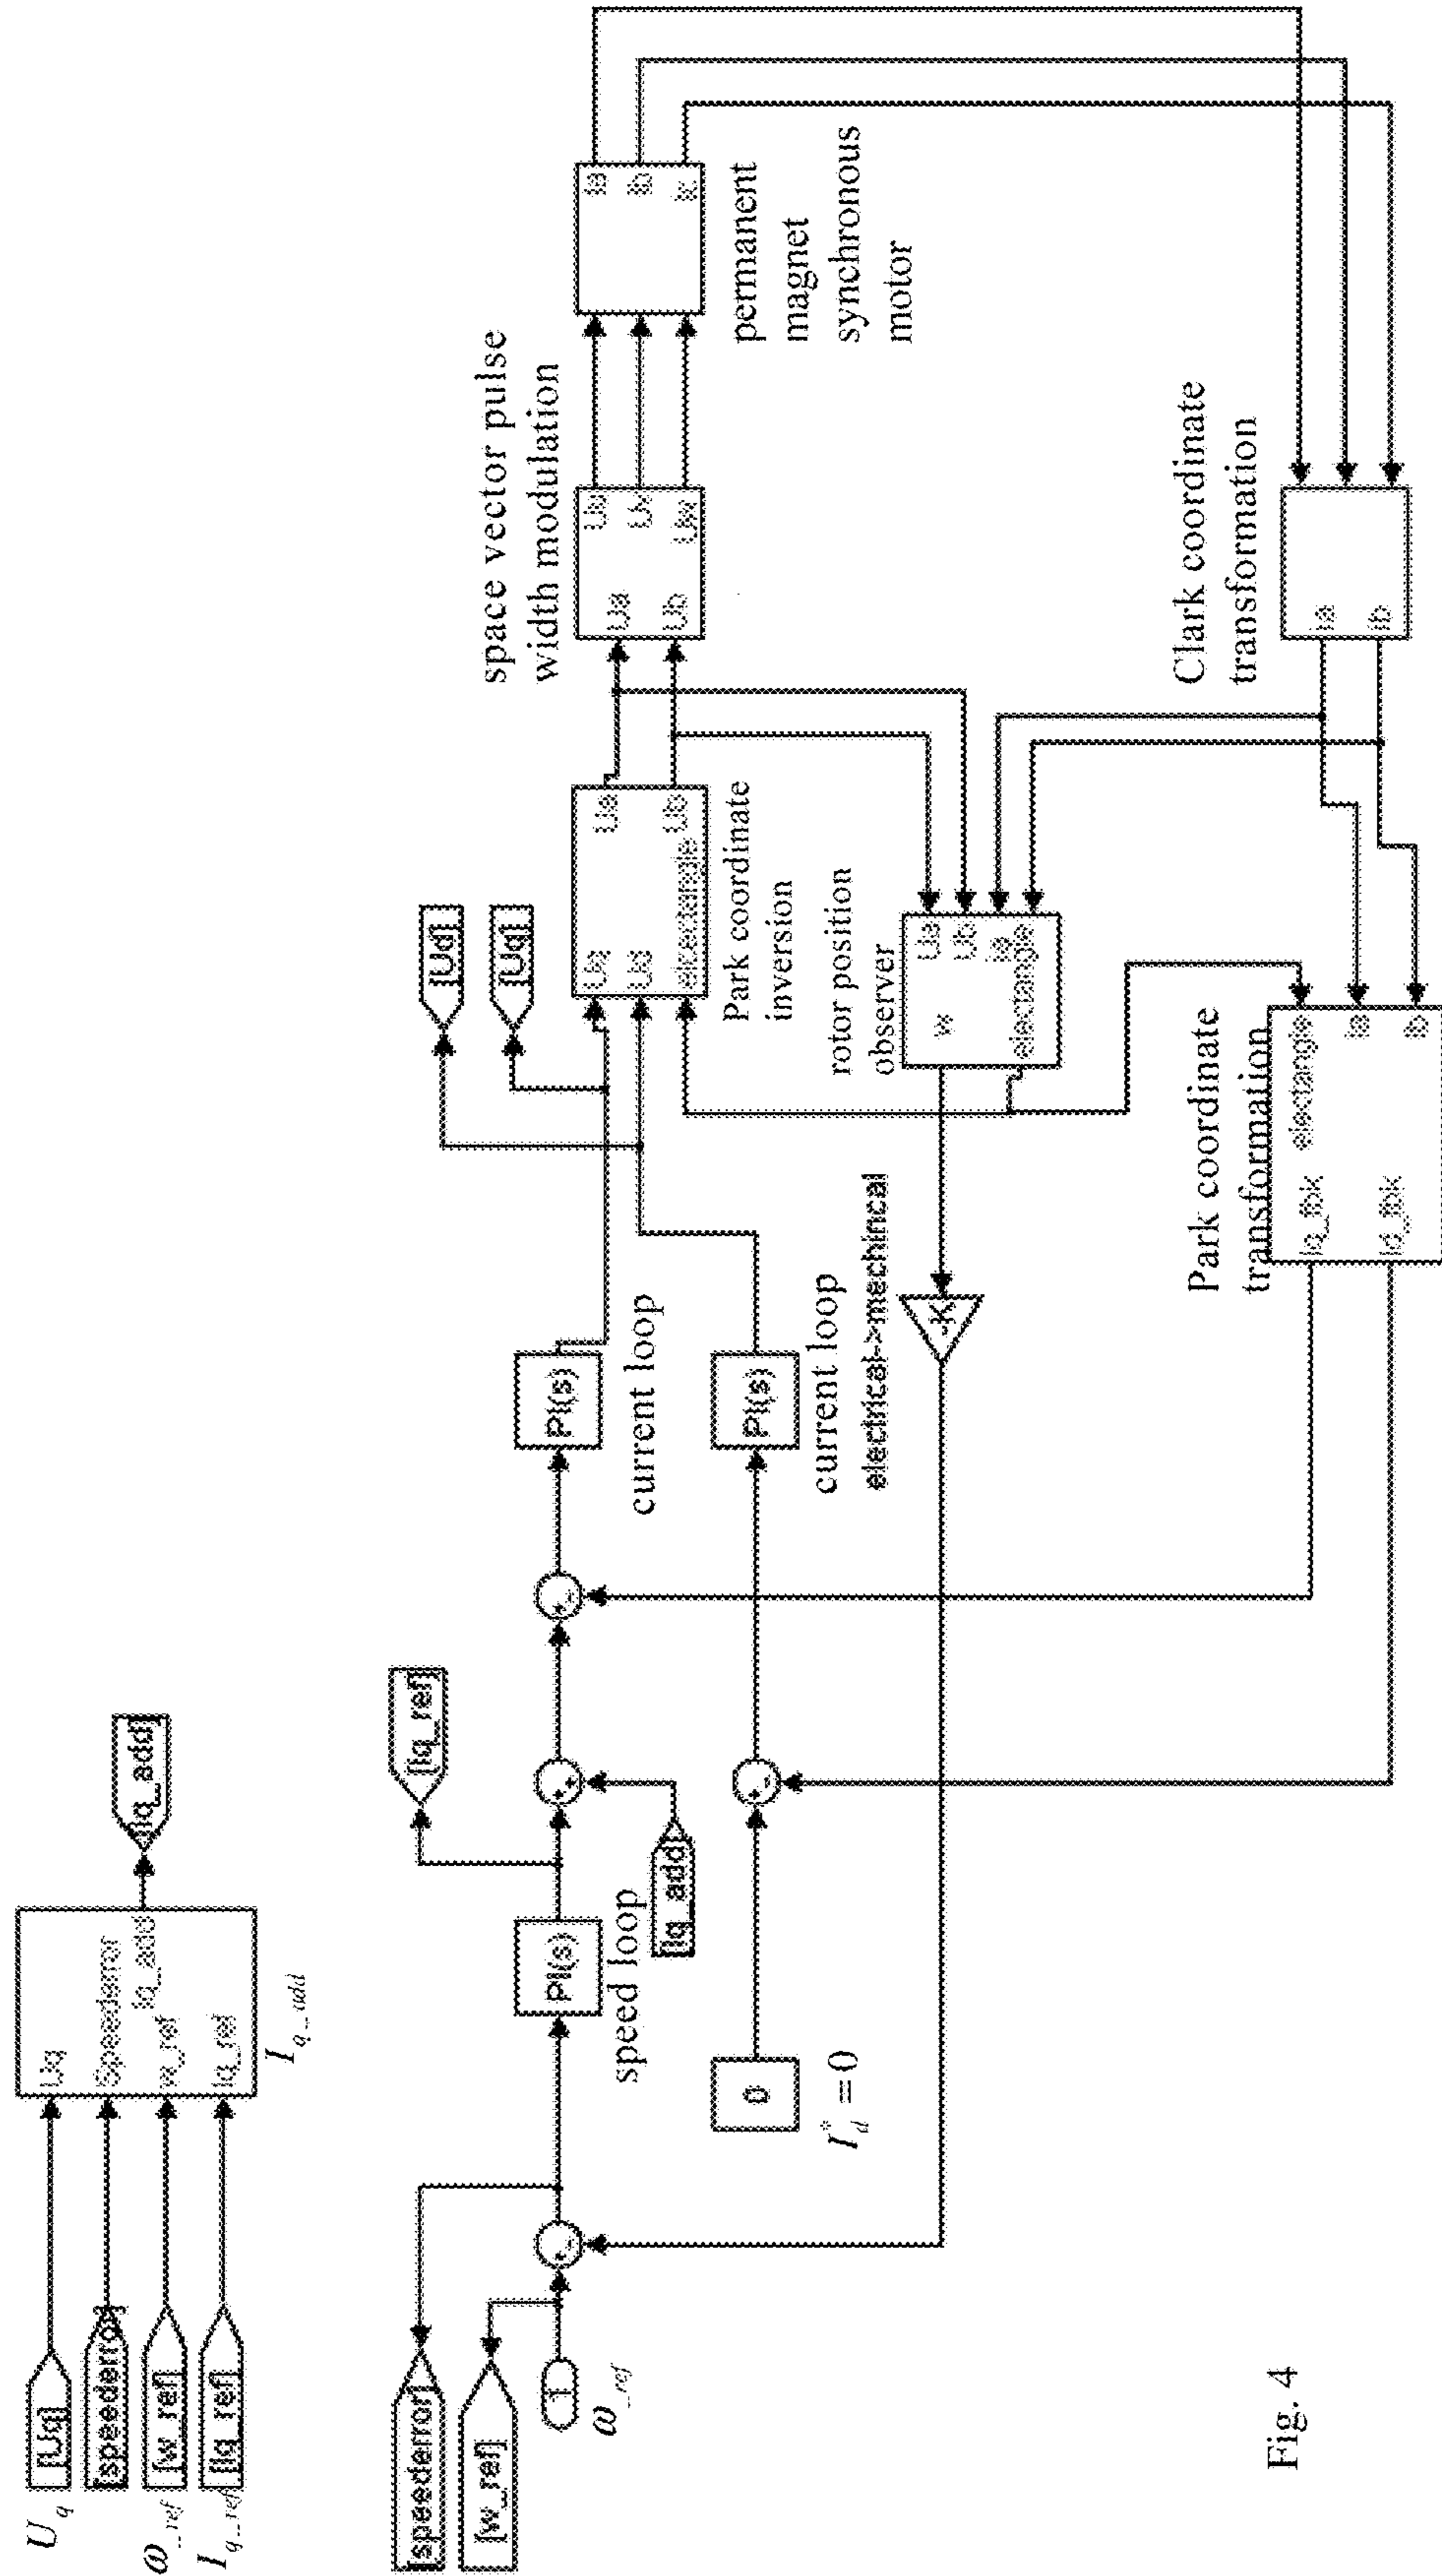 U_q
[Uq]
[speederror]
ω_ref
[w_ref]
I_q_ref
[Iq_ref]
Uq
Speederror
Iq_add
w_ref
Iq_ref
I_q_add
[Iq_add]
[speederror]
[w_ref]
1
ω_ref
PI(s)
speed loop
[Iq_ref]
[Iq_add]
0
I*_d =0
PI(s)
current loop
PI(s)
current loop
electrical->mechincal
-K-
[Ud]
[Uq]
Uq
Ud
elcectangle
Ua
Ub
Park coordinate
inversion
space vector pulse
width modulation
Ua
Ub
Uu
Uv
Uw
permanent
magnet
synchronous
motor
Ia
Ib
Ic
rotor position
observer
w
electangle
Ua
Ub
Ia
Park coordinate
transformation
Iq_fbk
Id_fbk
electangle
Ia
Ib
Clark coordinate
transformation
Ia
Ib
Fig. 4